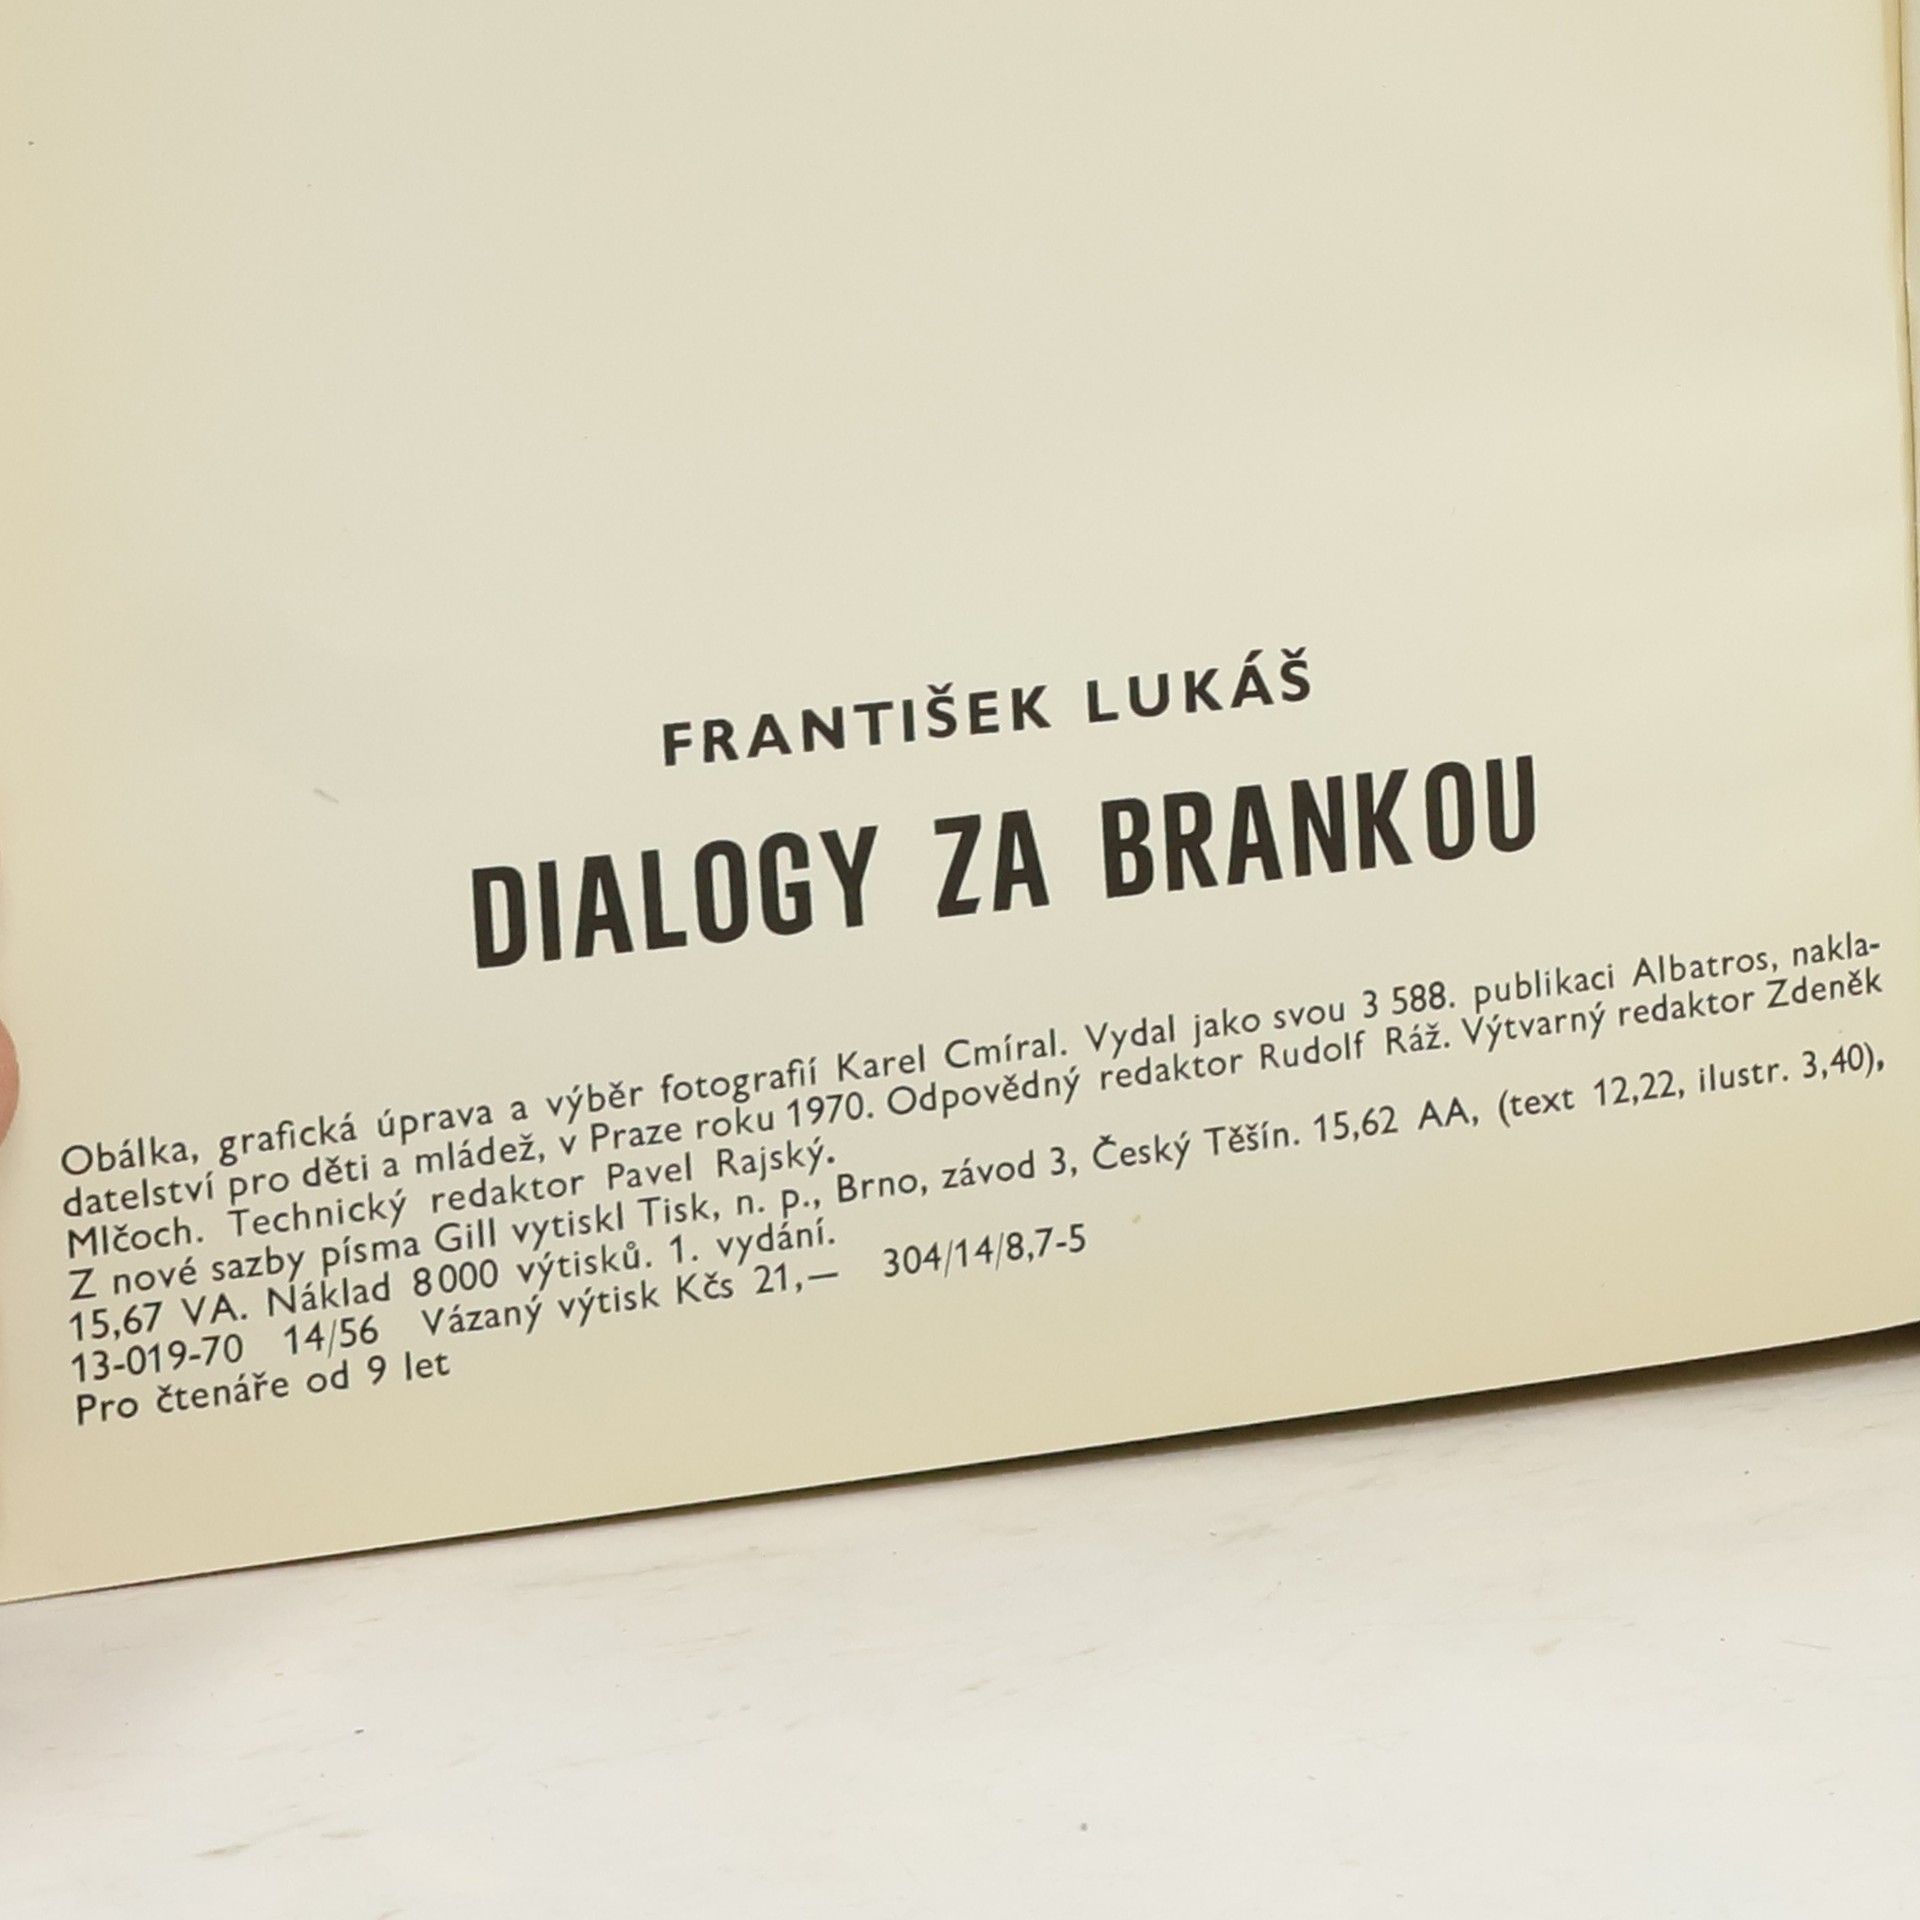 FRANTIŠEK LUKÁŠ
DIALOGY ZA BRANKOU
Obálka, grafická úprava a výběr fotografií Karel Cmíral. Vydal jako svou 3 588. publikaci Albatros, nakla-
datelství pro děti a mládež, v Praze roku 1970. Odpovědný redaktor Rudolf Ráž. Výtvarný redaktor Zdeněk
Mlčoch. Technický redaktor Pavel Rajský.
Z nové sazby písma Gill vytiskl Tisk, n. p., Brno, závod 3, Český Těšín. 15,62 AA, (text 12,22, ilustr. 3,40),
15,67 VA. Náklad 8000 výtisků. 1. vydání.
13-019-70 14/56 Vázaný výtisk Kčs 21,— 304/14/8,7-5
Pro čtenáře od 9 let